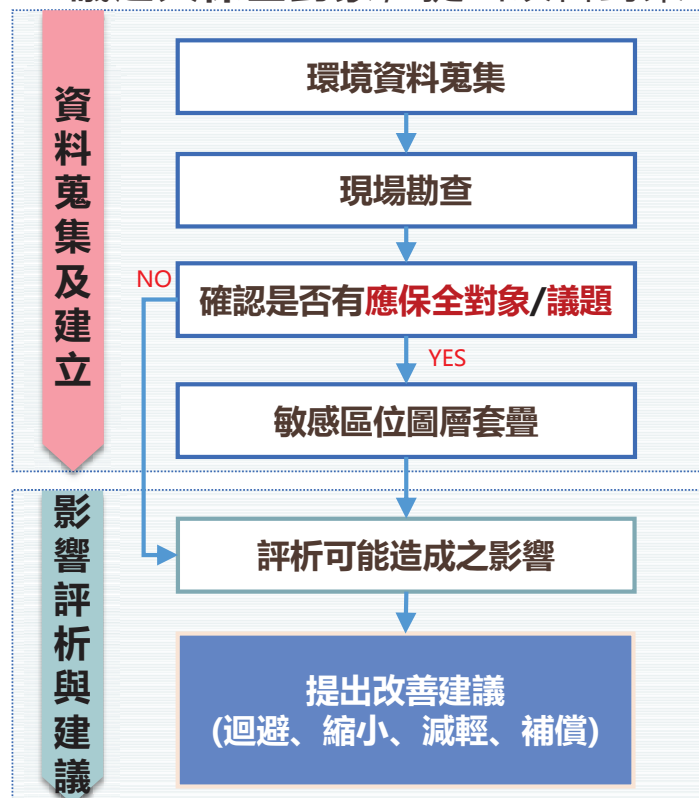 資料蒐集及建立
環境資料蒐集
現場勘查
NO
確認是否有應保全對象/議題
YES
敏感區位圖層套疊
影響評析與建議
評析可能造成之影響
提出改善建議
(迴避、縮小、減輕、補償)